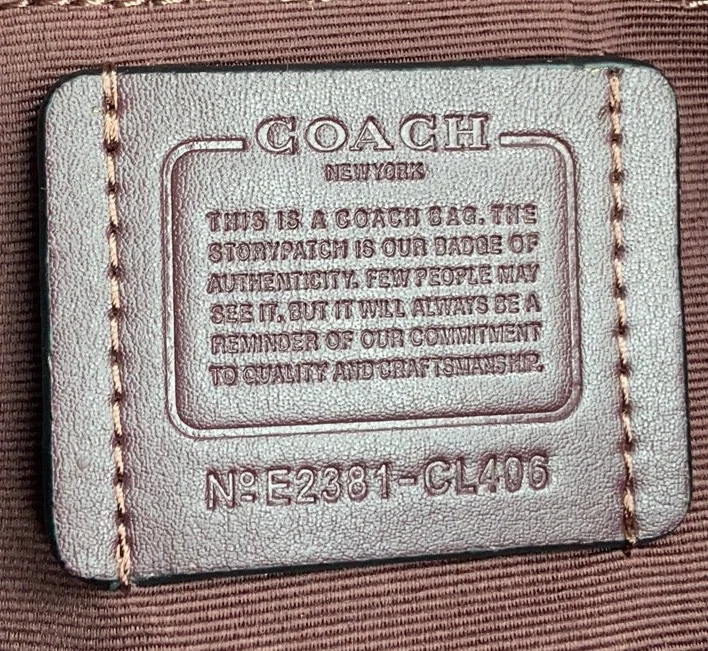 COACH
NEW YORK
THIS IS A COACH BAG. THE
STORYPATCH IS OUR BADGE OF
AUTHENTICITY. FEW PEOPLE MAY
SEE IT, BUT IT WILL ALWAYS BE A
REMINDER OF OUR COMMITMENT
TO QUALITY AND CRAFTSMANSHIP.
Nº E2381-CL406